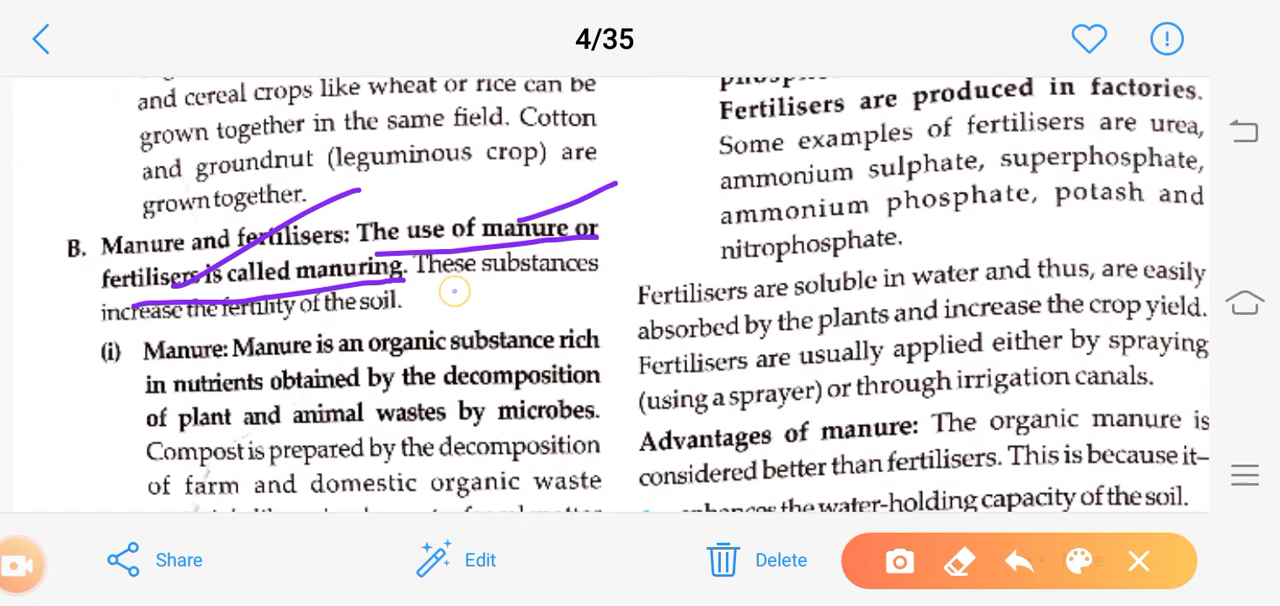 4/35
and cereal crops like wheat or rice can be
grown together in the same field. Cotton
and groundnut (leguminous crop) are
grown together.
B. Manure and fertilisers: The use of manure or
fertilisers is called manuring. These substances
increase the fertility of the soil.
(i) Manure: Manure is an organic substance rich
in nutrients obtained by the decomposition
of plant and animal wastes by microbes.
Compost is prepared by the decomposition
of farm and domestic organic waste
Fertilisers are produced in factories.
Some examples of fertilisers are urea,
ammonium sulphate, superphosphate,
ammonium phosphate, potash and
nitrophosphate.
Fertilisers are soluble in water and thus, are easily
absorbed by the plants and increase the crop yield.
Fertilisers are usually applied either by spraying
(using a sprayer) or through irrigation canals.
Advantages of manure: The organic manure is
considered better than fertilisers. This is because it–
enhances the water-holding capacity of the soil.
Share
Edit
Delete